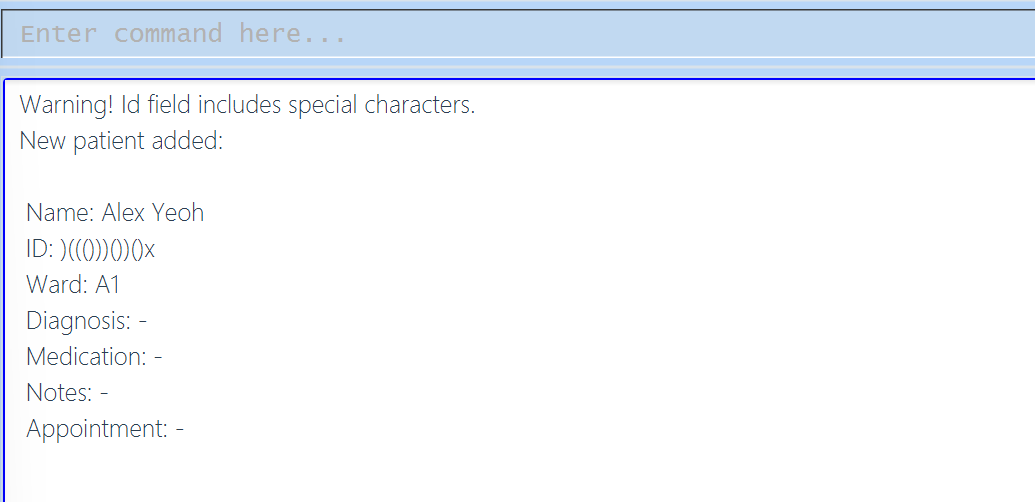 Enter command here...
Warning! Id field includes special characters.
New patient added:
Name: Alex Yeoh
ID: )((()))())()x
Ward: A1
Diagnosis: -
Medication: -
Notes: -
Appointment: -